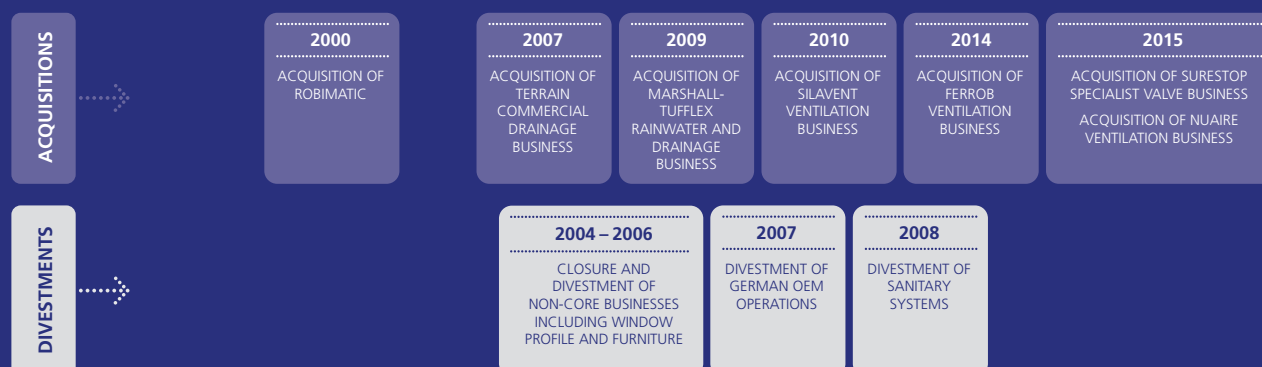 ACQUISITIONS
2000
ACQUISITION OF
ROBIMATIC
2007
ACQUISITION OF
TERRAIN
COMMERCIAL
DRAINAGE
BUSINESS
2009
ACQUISITION OF
MARSHALL-
TUFFLEX
RAINWATER AND
DRAINAGE
BUSINESS
2010
ACQUISITION OF
SILAVENT
VENTILATION
BUSINESS
2014
ACQUISITION OF
FERROB
VENTILATION
BUSINESS
2015
ACQUISITION OF SURESTOP
SPECIALIST VALVE BUSINESS
ACQUISITION OF NUAIRE
VENTILATION BUSINESS
DIVESTMENTS
2004 – 2006
CLOSURE AND
DIVESTMENT OF
NON-CORE BUSINESSES
INCLUDING WINDOW
PROFILE AND FURNITURE
2007
DIVESTMENT OF
GERMAN OEM
OPERATIONS
2008
DIVESTMENT OF
SANITARY
SYSTEMS